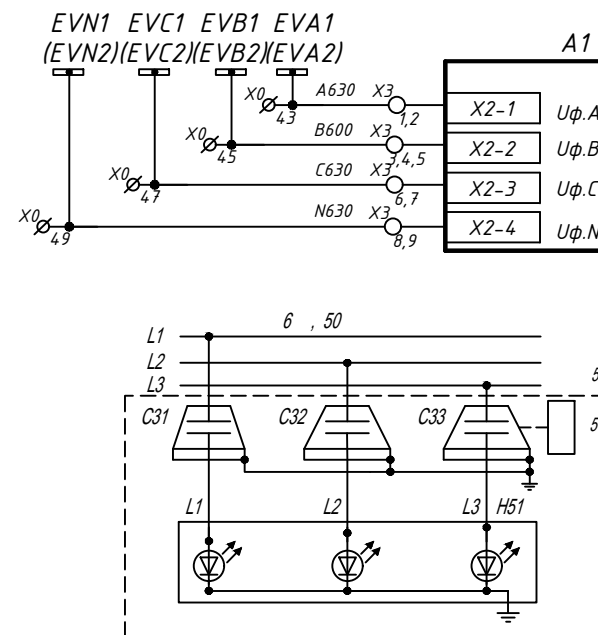 EVN1 EVC1 EVB1 EVA1
(EVN2)(EVC2)(EVB2)(EVA2)
A1
X0 43 A630 X3 1,2 X2-1 Uф.A
X0 45 B600 X3 3,4,5 X2-2 Uф.B
X0 47 C630 X3 6,7 X2-3 Uф.C
X0 49 N630 X3 8,9 X2-4 Uф.N
6 , 50
L1
L2
L3
5
C31 C32 C33 5
L1 L2 L3 H51